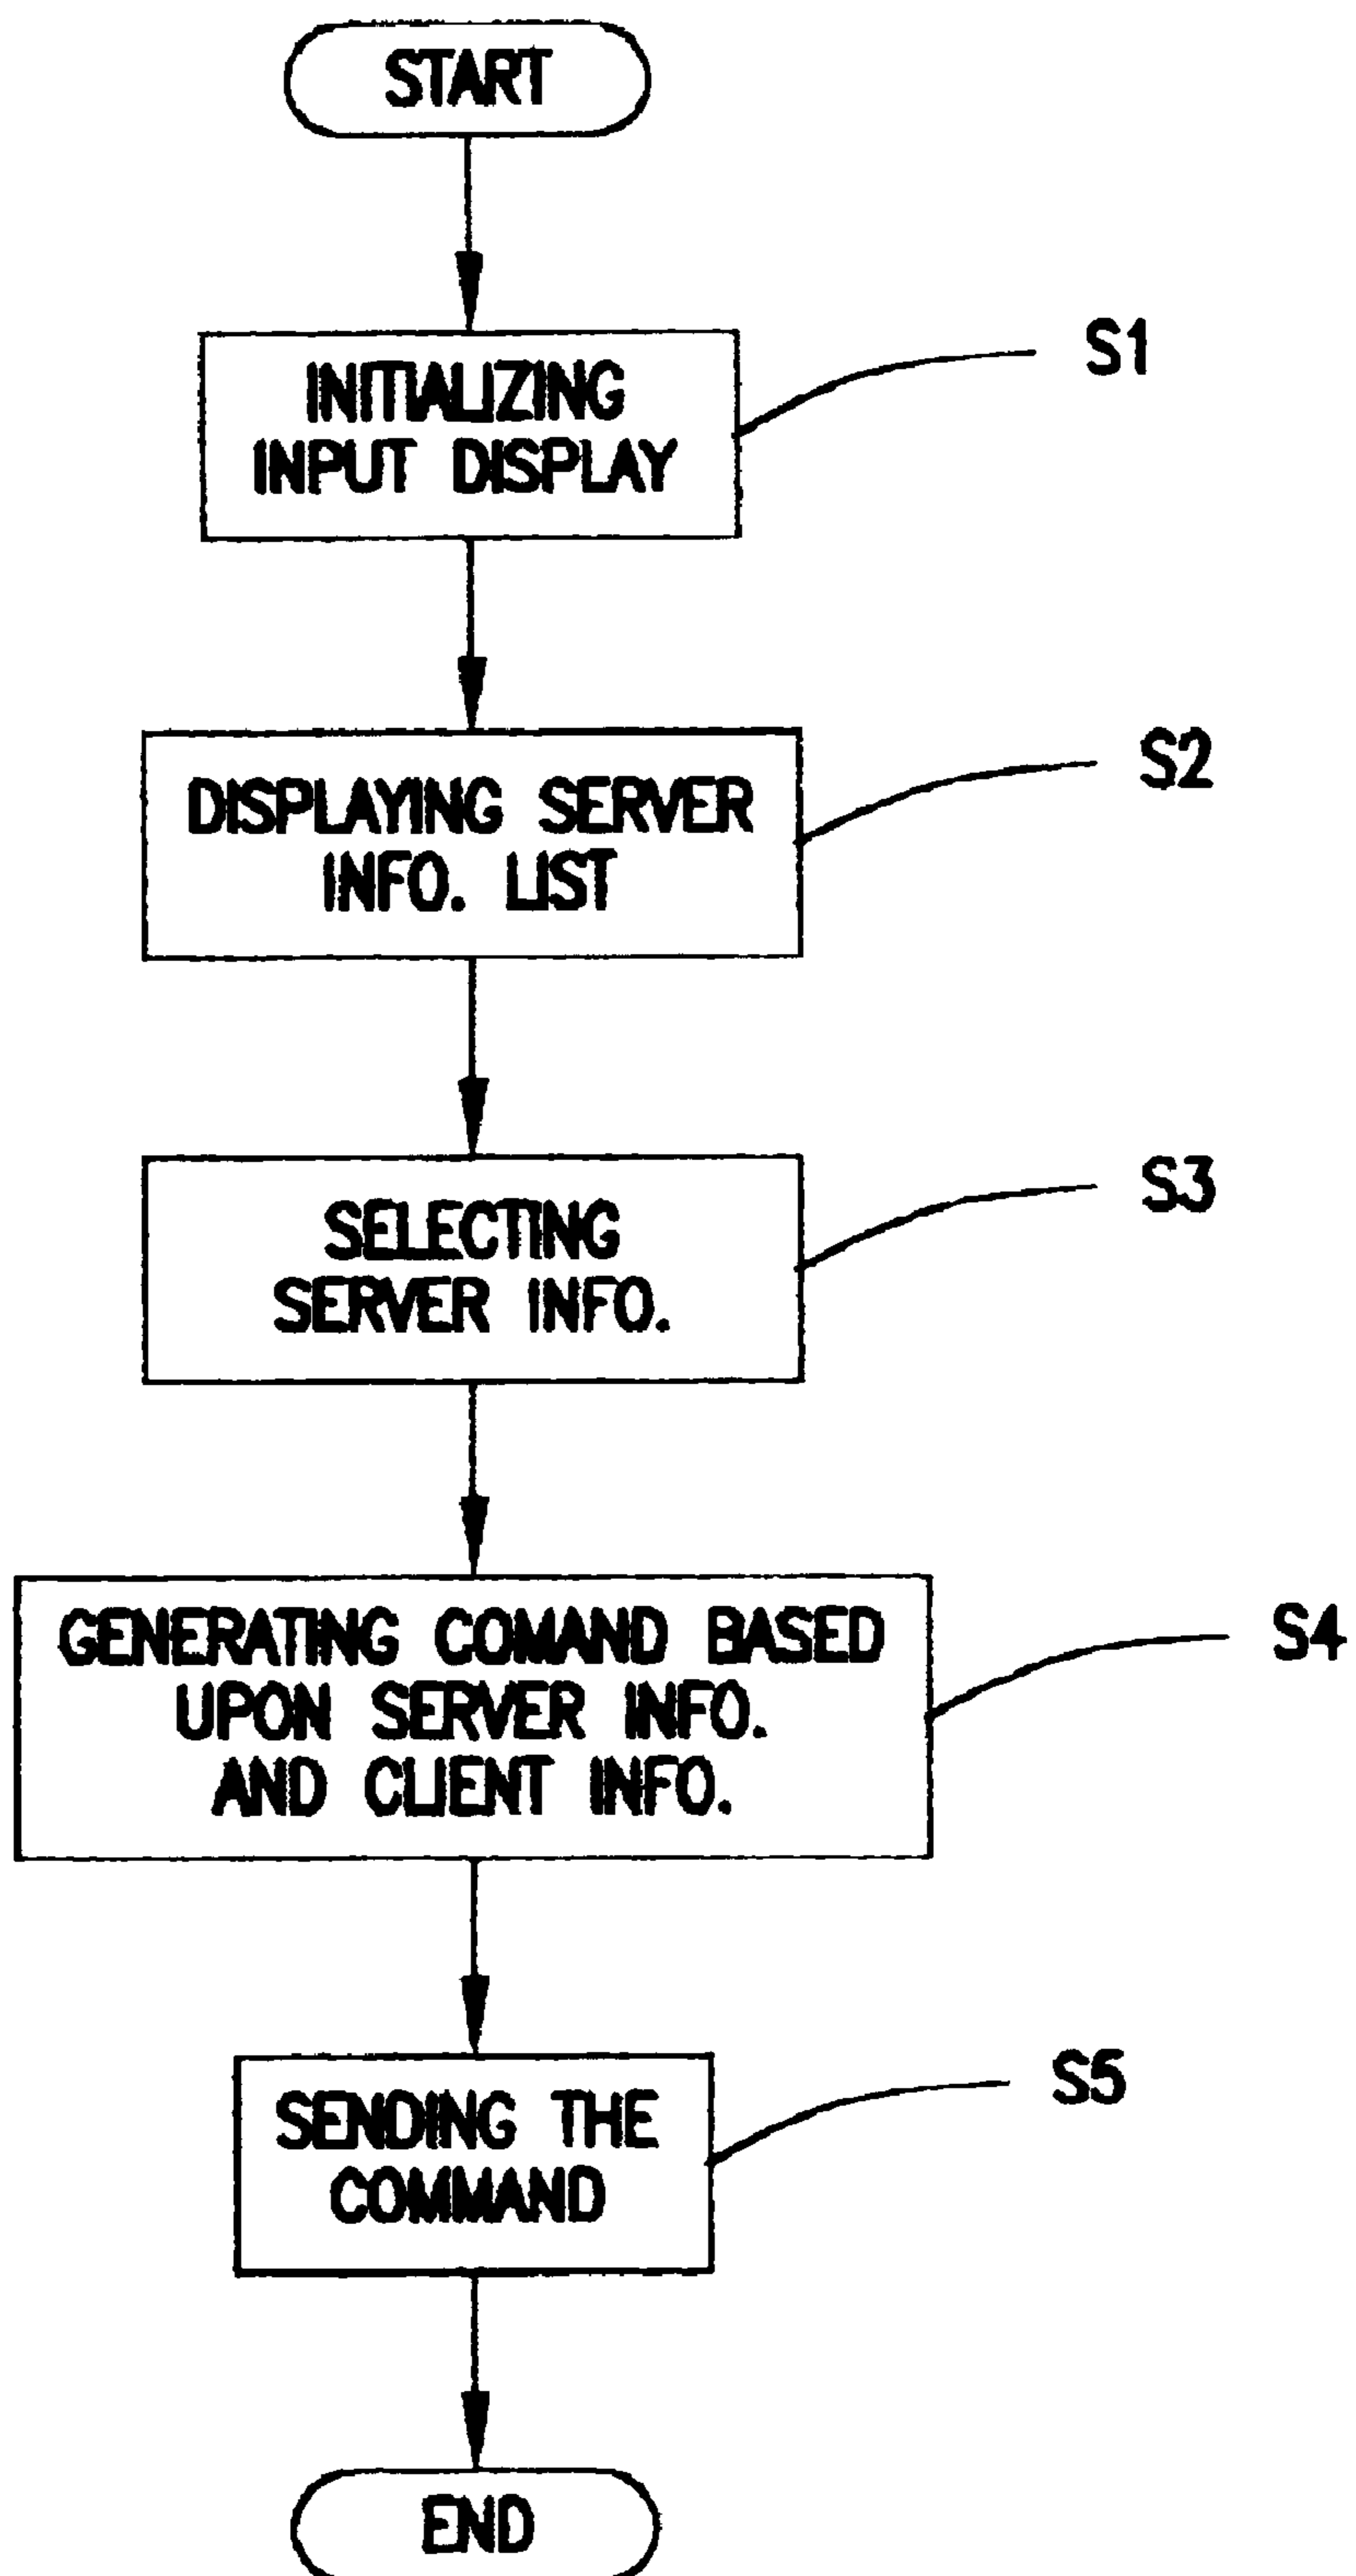 START
INITIALIZING
INPUT DISPLAY
S1
DISPLAYING SERVER
INFO. LIST
S2
SELECTING
SERVER INFO.
S3
GENERATING COMAND BASED
UPON SERVER INFO.
AND CLIENT INFO.
S4
SENDING THE
COMMAND
S5
END